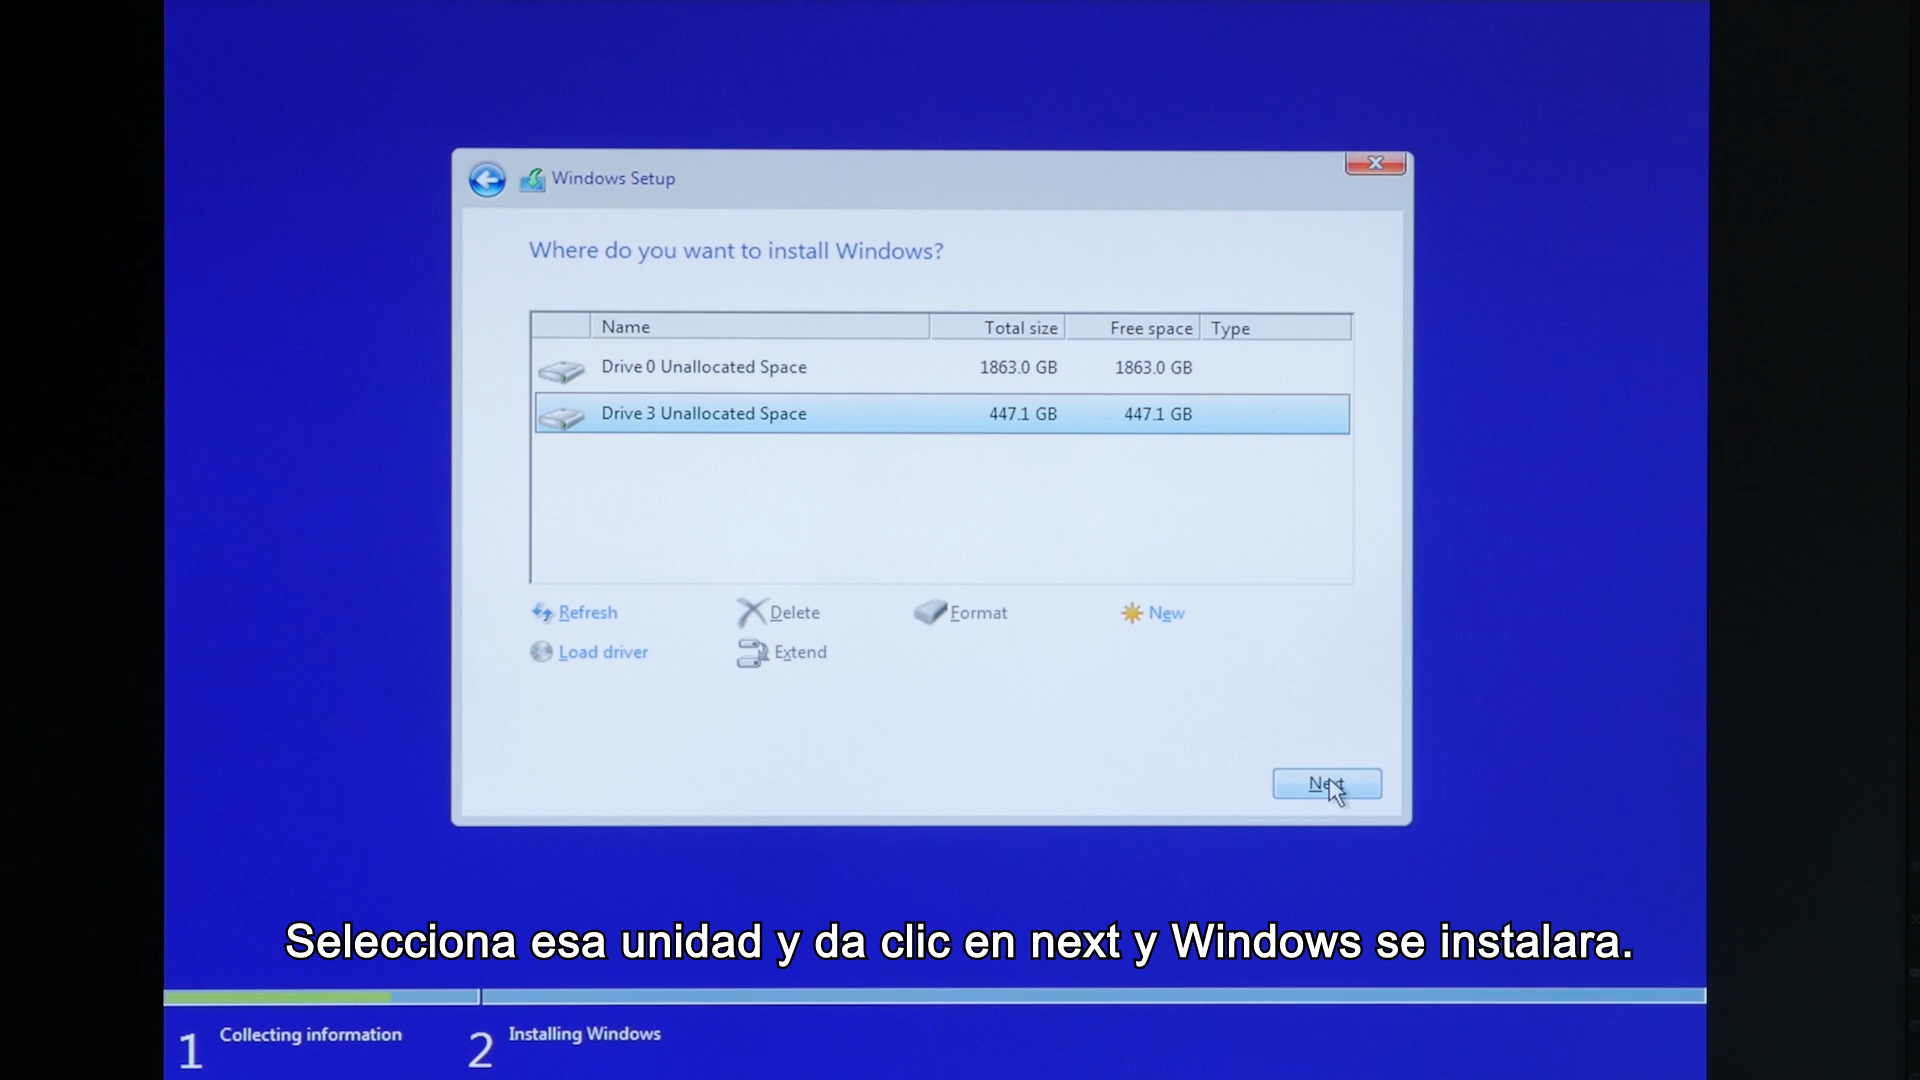 Windows Setup
Where do you want to install Windows?
Name Total size Free space Type
Drive 0 Unallocated Space 1863.0 GB 1863.0 GB
Drive 3 Unallocated Space 447.1 GB 447.1 GB
Refresh Delete Format New
Load driver Extend
Next
Selecciona esa unidad y da clic en next y Windows se instalara.
1 Collecting information 2 Installing Windows